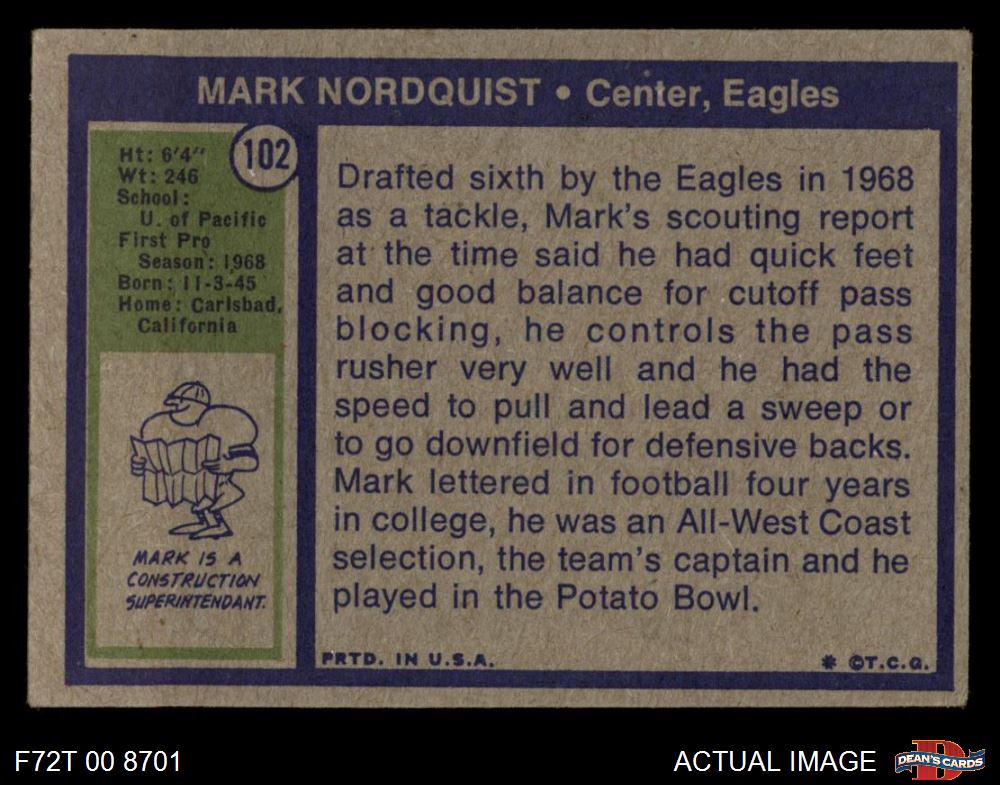 MARK NORDQUIST • Center, Eagles
102
Ht: 6'4"
Wt: 246
School:
U. of Pacific
First Pro
Season: 1968
Born: 11-3-45
Home: Carlsbad,
California
MARK IS A
CONSTRUCTION
SUPERINTENDANT.
Drafted sixth by the Eagles in 1968
as a tackle, Mark's scouting report
at the time said he had quick feet
and good balance for cutoff pass
blocking, he controls the pass
rusher very well and he had the
speed to pull and lead a sweep or
to go downfield for defensive backs.
Mark lettered in football four years
in college, he was an All-West Coast
selection, the team's captain and he
played in the Potato Bowl.
PRTD. IN U.S.A.
* ©T.C.G.
F72T 00 8701
ACTUAL IMAGE
D
DEAN'S CARDS